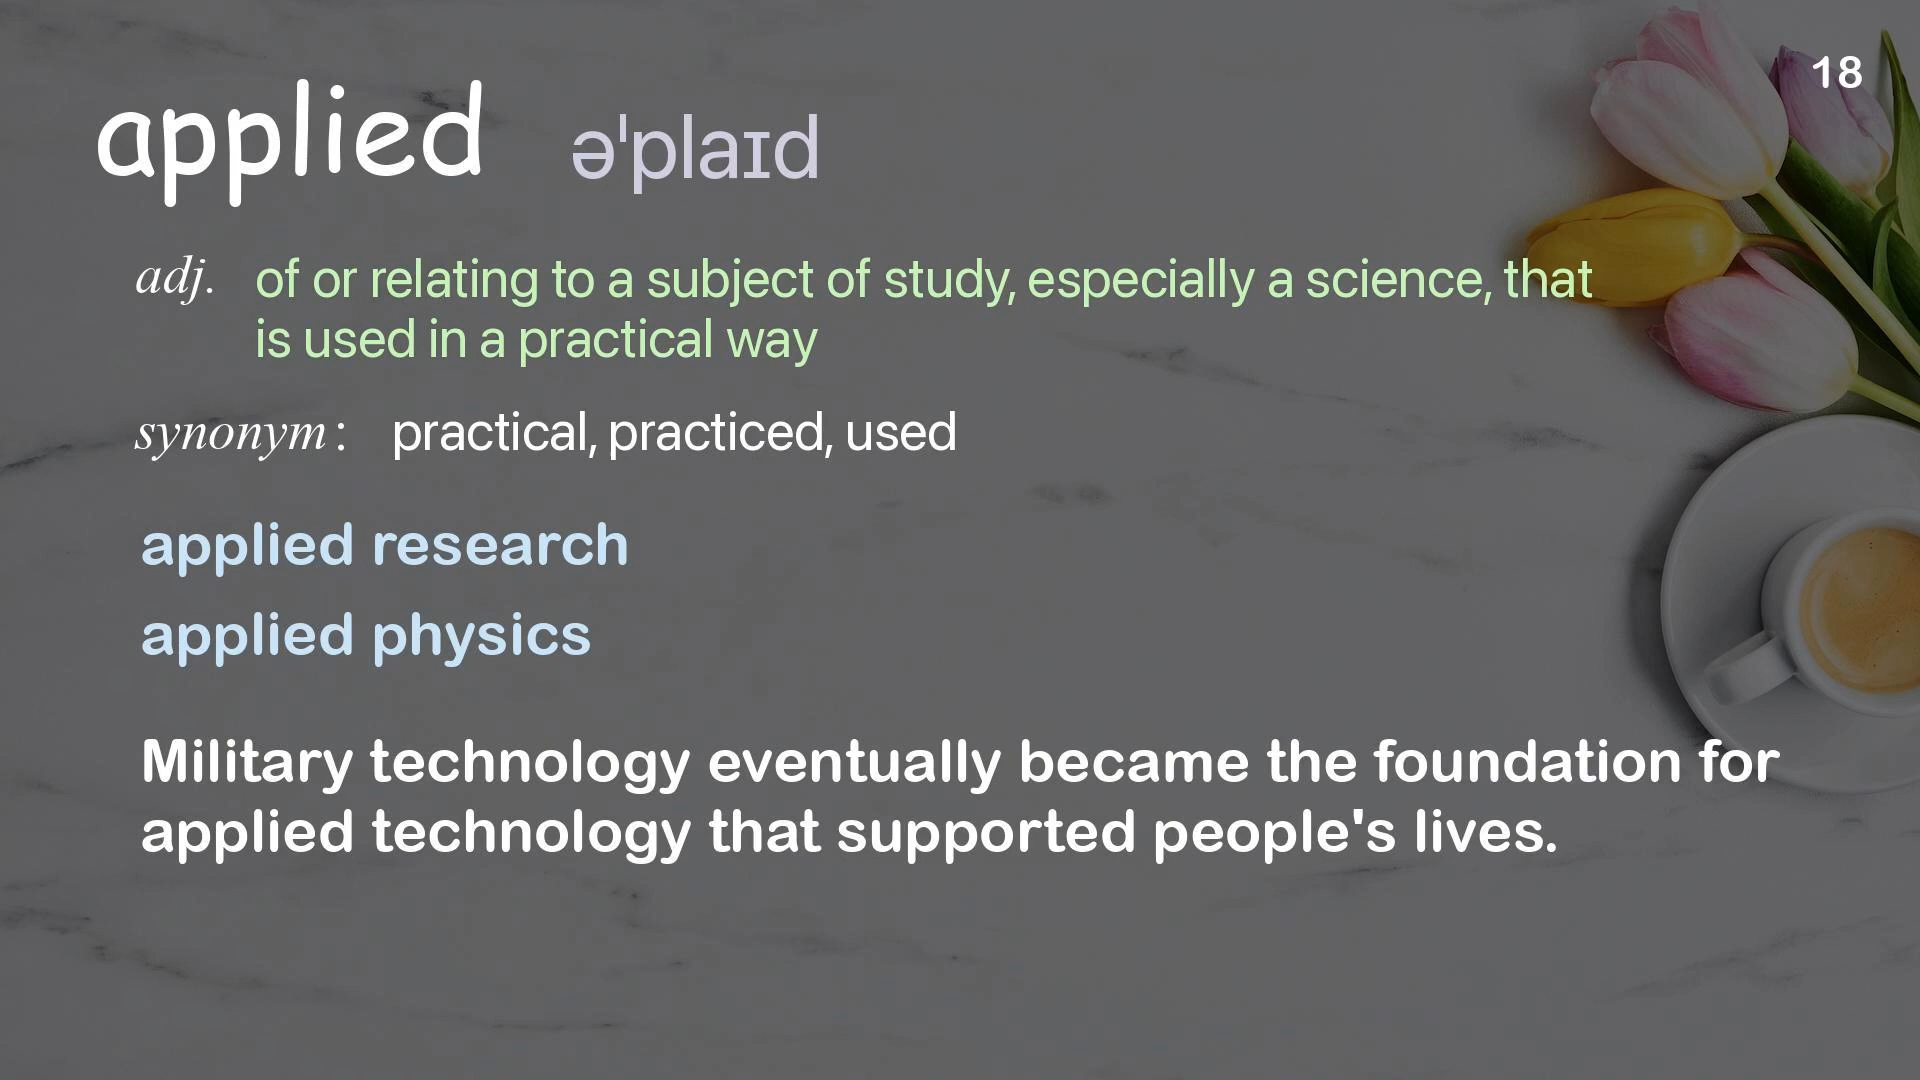 18
applied əˈplaɪd
adj. of or relating to a subject of study, especially a science, that
is used in a practical way
synonym: practical, practiced, used
applied research
applied physics
Military technology eventually became the foundation for
applied technology that supported people's lives.